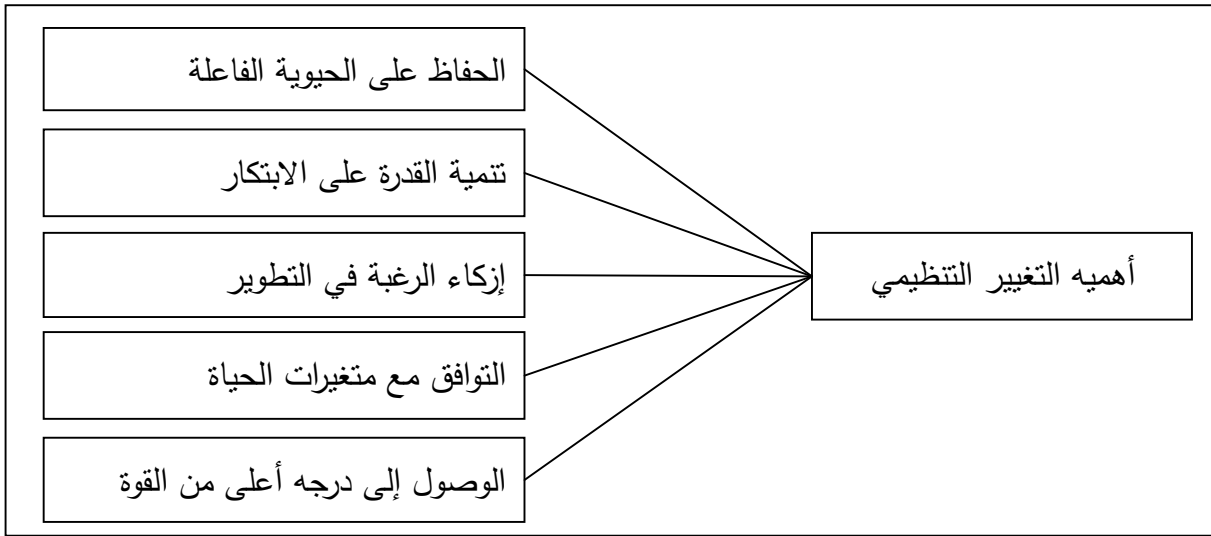 أهميه التغيير التنظيمي
الحفاظ على الحيوية الفاعلة
تنمية القدرة على الابتكار
إزكاء الرغبة في التطوير
التوافق مع متغيرات الحياة
الوصول إلى درجه أعلى من القوة